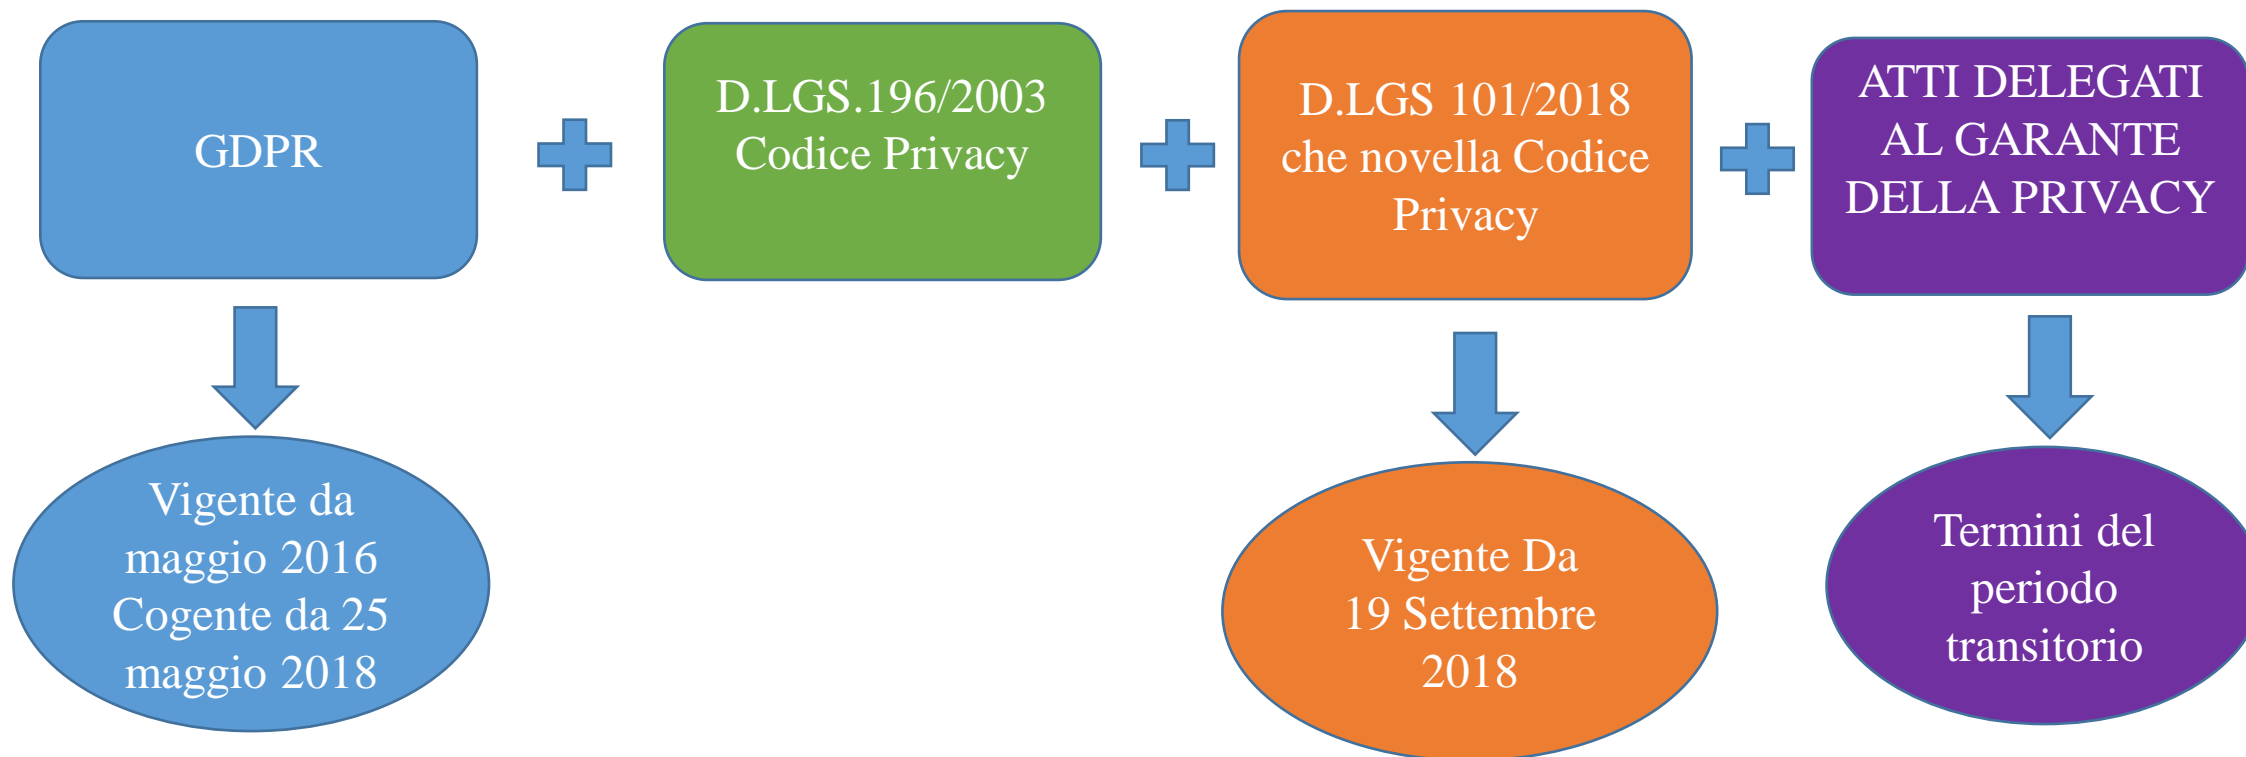 GDPR
D.LGS.196/2003
Codice Privacy
D.LGS 101/2018
che novella Codice
Privacy
ATTI DELEGATI
AL GARANTE
DELLA PRIVACY
Vigente da
maggio 2016
Cogente da 25
maggio 2018
Vigente Da
19 Settembre
2018
Termini del
periodo
transitorio